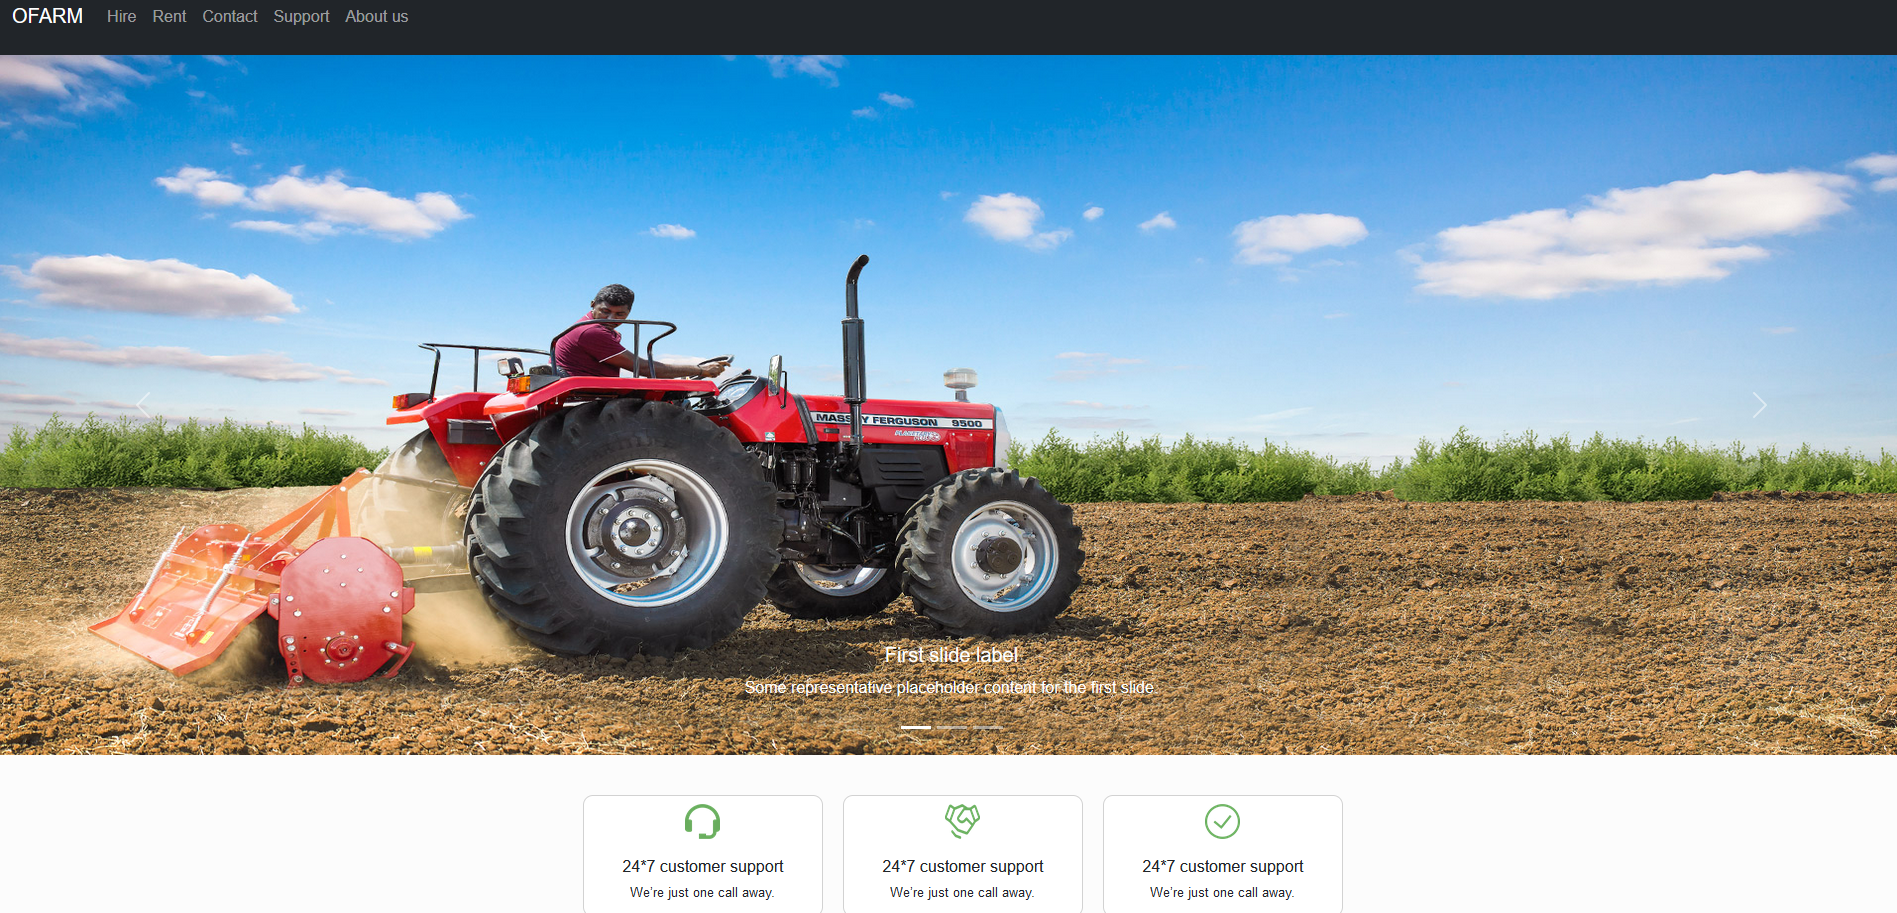 OFARM Hire Rent Contact Support About us
MASSEY FERGUSON 9500
First slide label
Some representative placeholder content for the first slide.
24*7 customer support 24*7 customer support 24*7 customer support
We're just one call away. We're just one call away. We're just one call away.